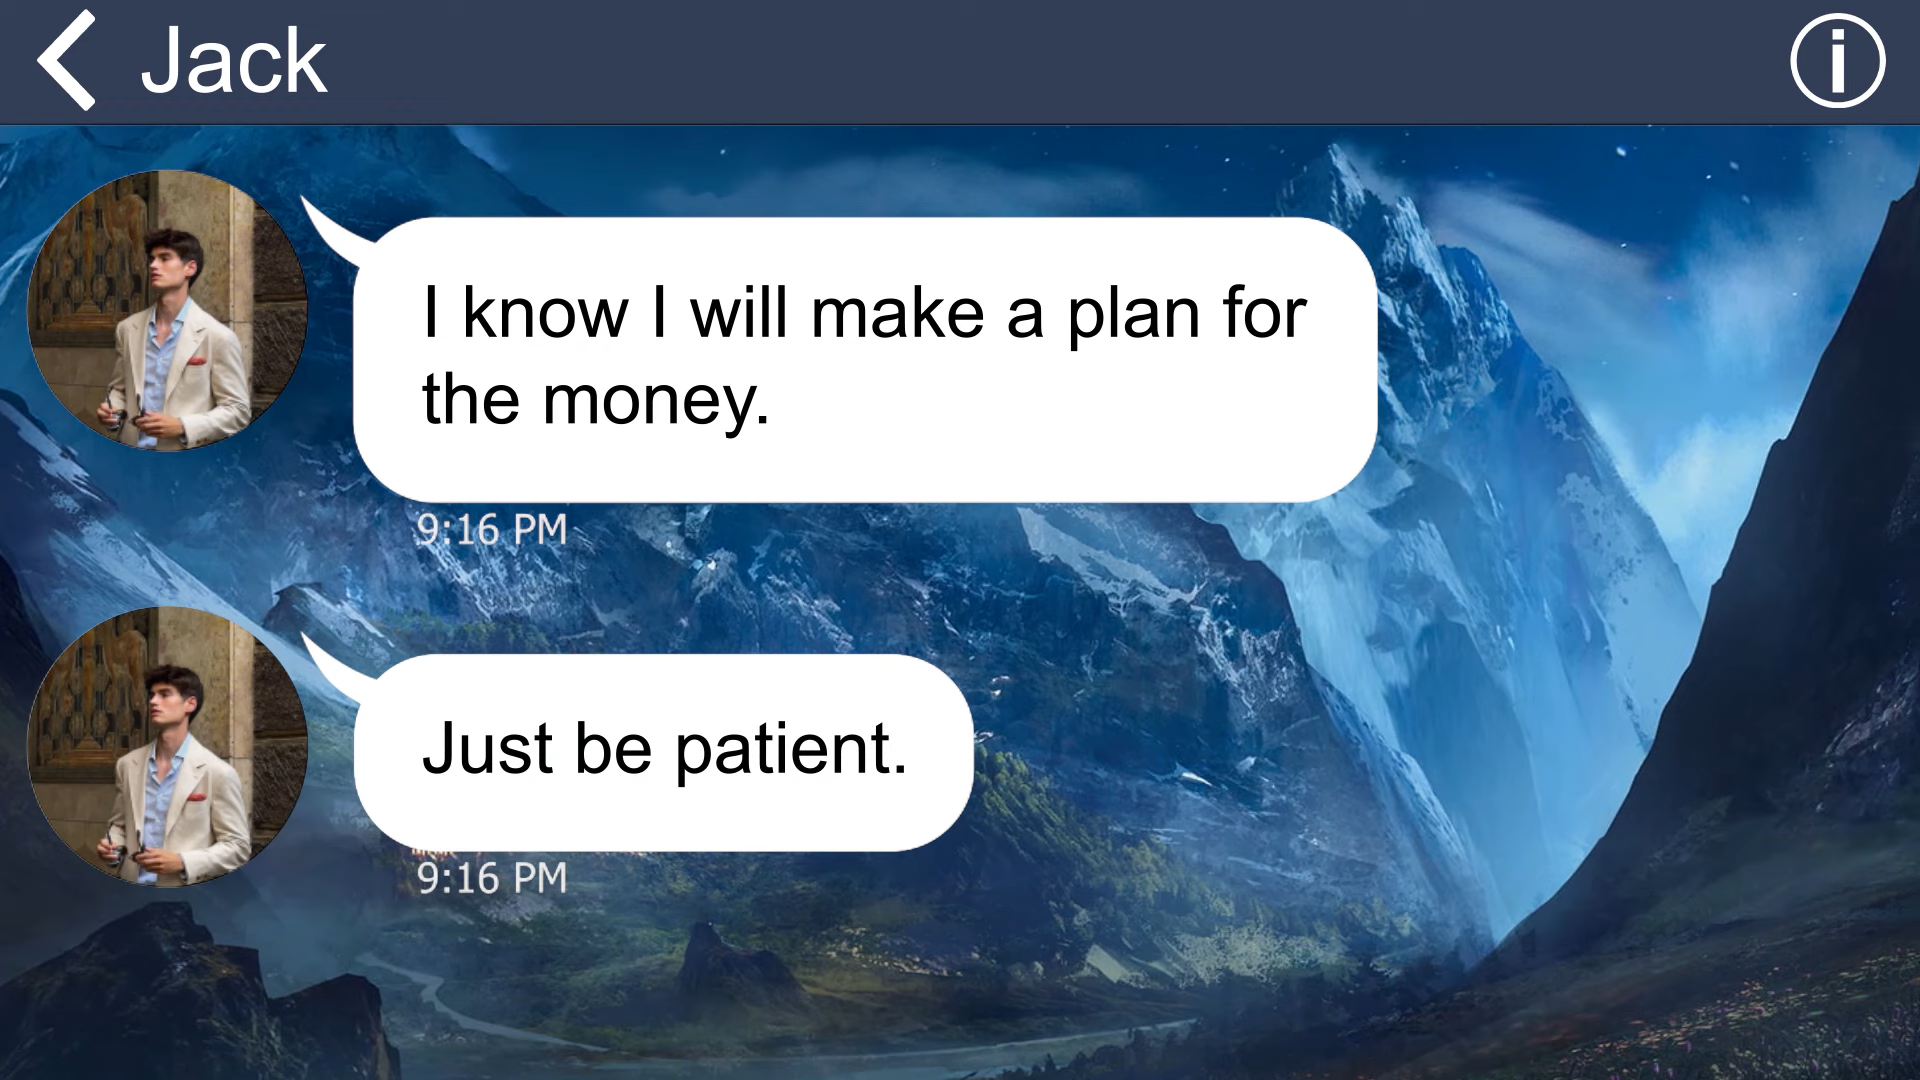 Jack
I know I will make a plan for
the money.
9:16 PM
Just be patient.
9:16 PM